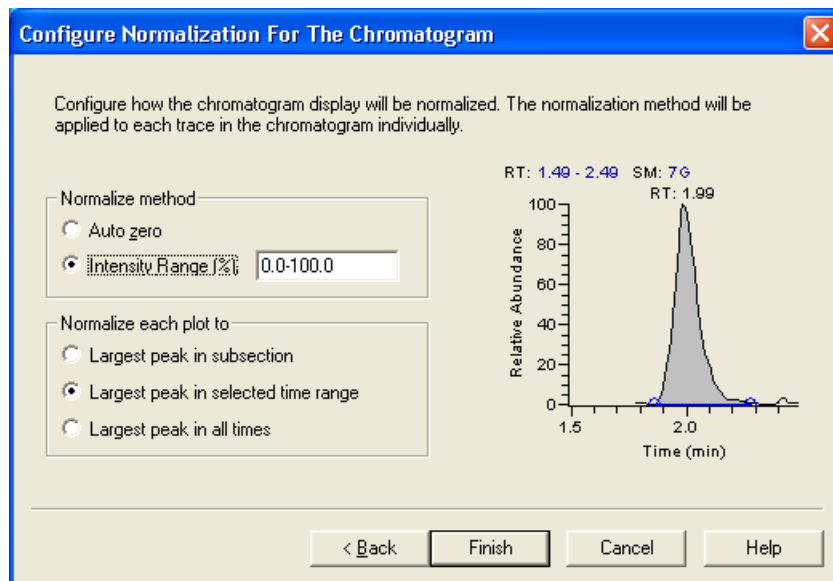 Configure Normalization For The Chromatogram
Configure how the chromatogram display will be normalized. The normalization method will be
applied to each trace in the chromatogram individually.
Normalize method
Auto zero
Intensity Range (%): 0.0-100.0
Normalize each plot to
Largest peak in subsection
Largest peak in selected time range
Largest peak in all times
RT: 1.49 - 2.49 SM: 7G
RT: 1.99
100
80
60
40
20
0
Relative Abundance
1.5 2.0
Time (min)
< Back Finish Cancel Help